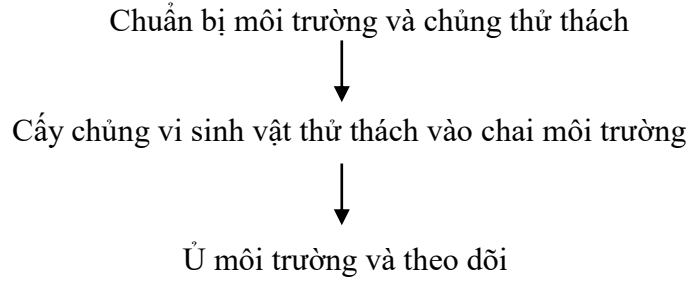 Chuẩn bị môi trường và chủng thử thách
Cấy chủng vi sinh vật thử thách vào chai môi trường
Ủ môi trường và theo dõi